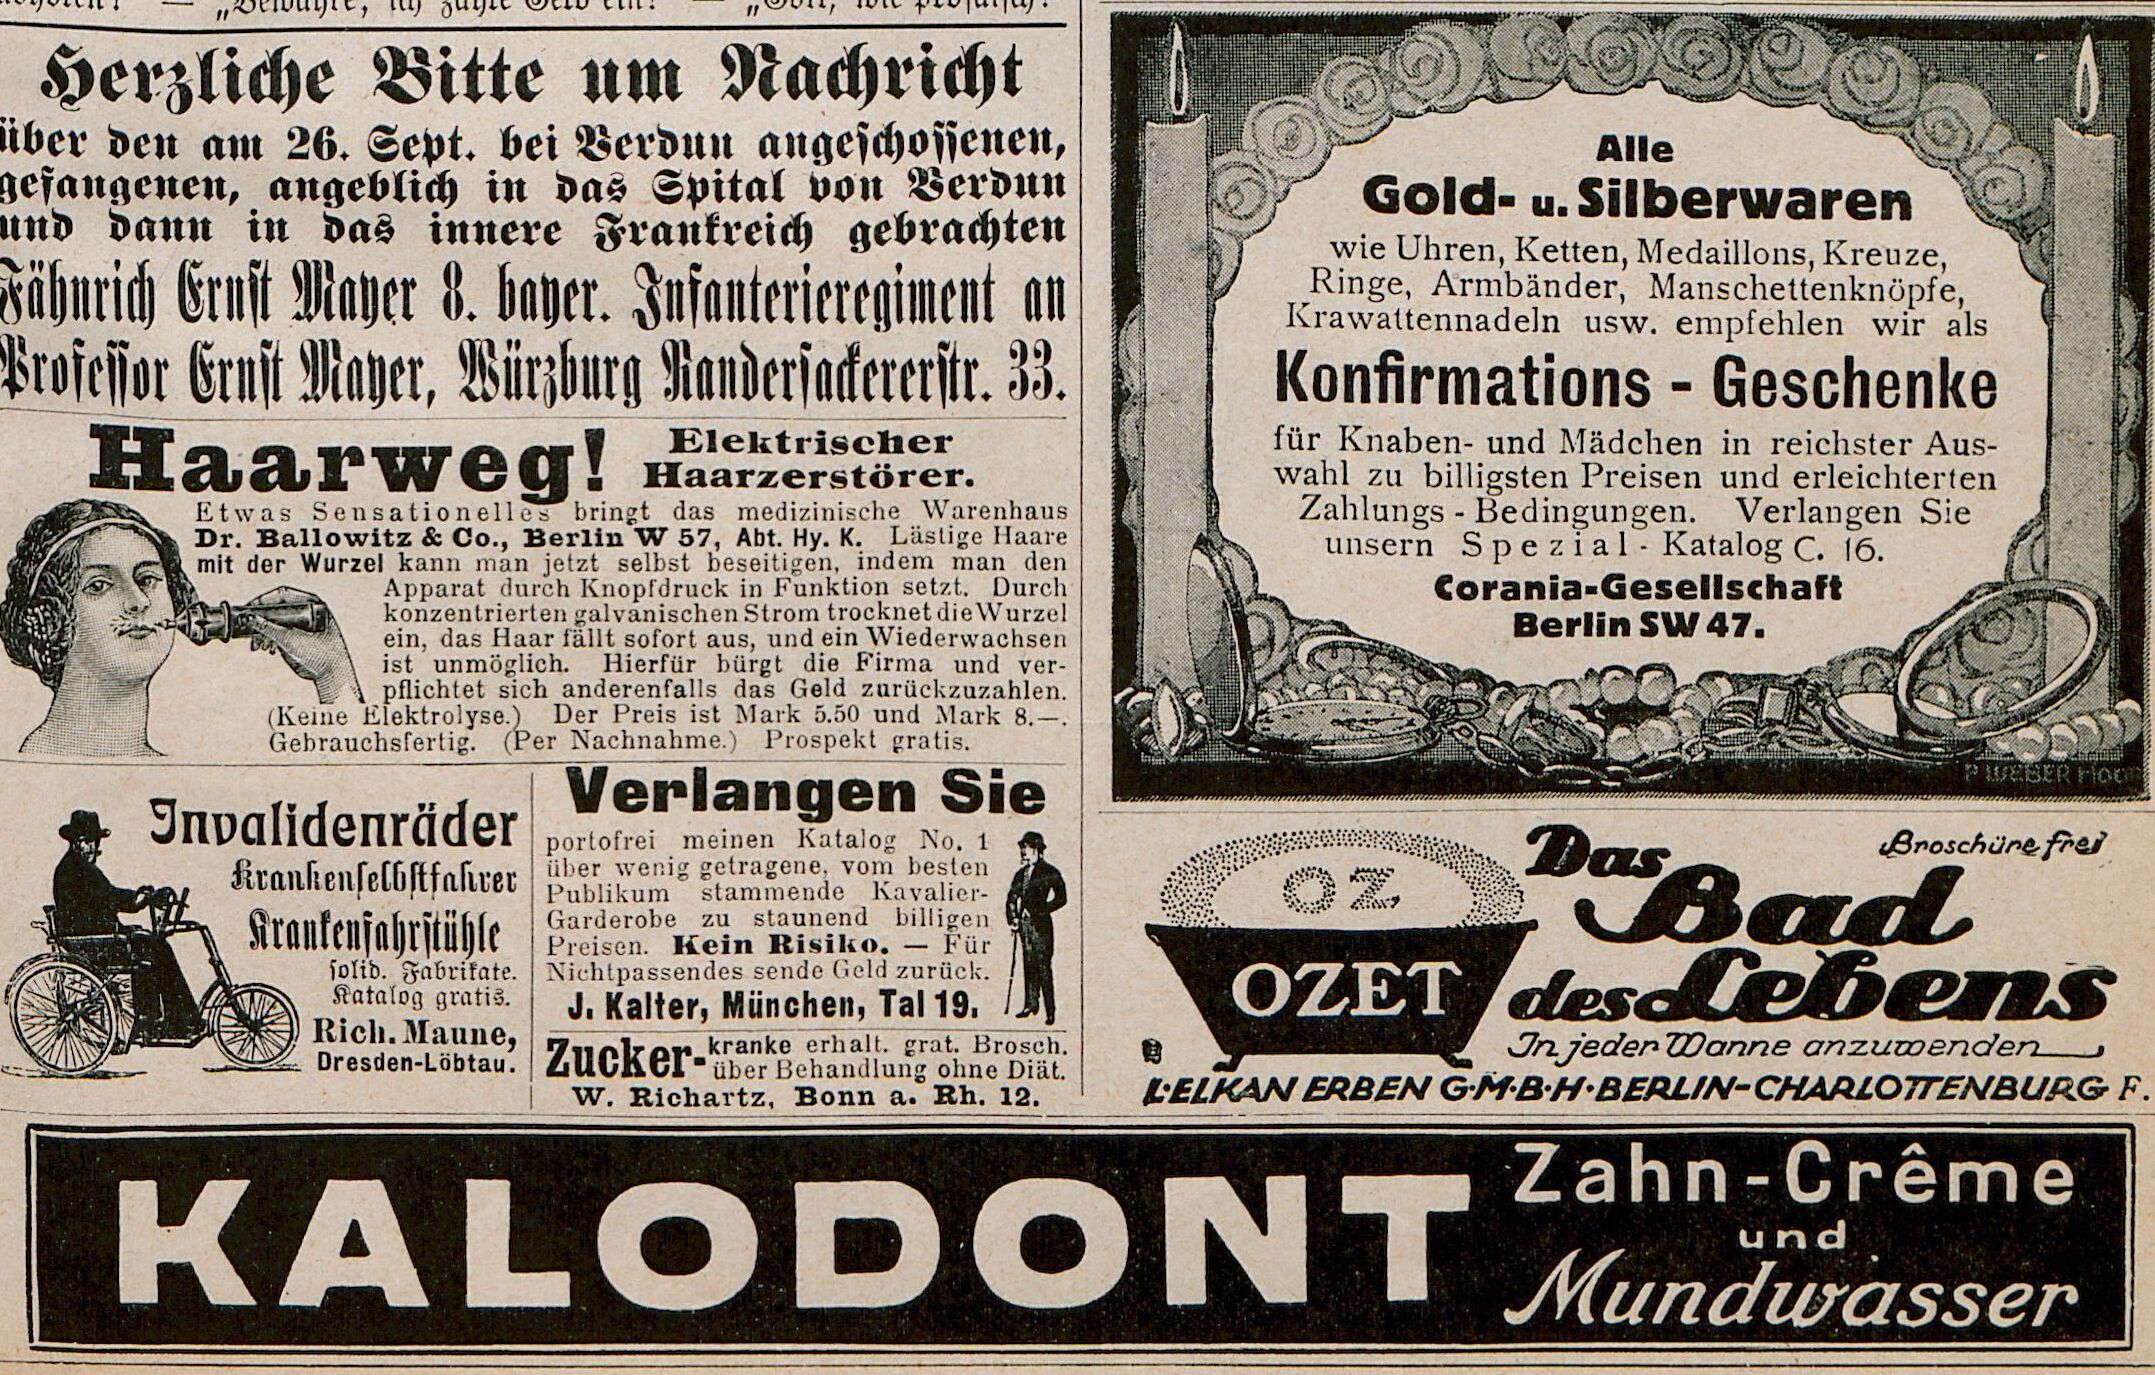 „Bewahre, ich zahle Geld ein!“ — „Gott, wie prosaisch!“
Herzliche Bitte um Nachricht
über den am 26. Sept. bei Verdun angeschossenen,
gefangenen, angeblich in das Spital von Verdun
und dann in das innere Frankreich gebrachten
Fähnrich Ernst Mayer 8. bayer. Infanterieregiment an
Professor Ernst Mayer, Würzburg Randersackererstr. 33.
Haarweg! Elektrischer
Haarzerstörer.
Etwas Sensationelles bringt das medizinische Warenhaus
Dr. Ballowitz & Co., Berlin W 57, Abt. Hy. K. Lästige Haare
mit der Wurzel kann man jetzt selbst beseitigen, indem man den
Apparat durch Knopfdruck in Funktion setzt. Durch
konzentrierten galvanischen Strom trocknet die Wurzel
ein, das Haar fällt sofort aus, und ein Wiederwachsen
ist unmöglich. Hierfür bürgt die Firma und ver-
pflichtet sich anderenfalls das Geld zurückzuzahlen.
(Keine Elektrolyse.) Der Preis ist Mark 5.50 und Mark 8.—.
Gebrauchsfertig. (Per Nachnahme.) Prospekt gratis.
Invalidenräder
Krankenselbstfahrer
Krankenfahrstühle
solid. Fabrikate.
Katalog gratis.
Rich. Maune,
Dresden-Löbtau.
Verlangen Sie
portofrei meinen Katalog No. 1
über wenig getragene, vom besten
Publikum stammende Kavalier-
Garderobe zu staunend billigen
Preisen. Kein Risiko. — Für
Nichtpassendes sende Geld zurück.
J. Kalter, München, Tal 19.
Zucker-kranke erhalt. grat. Brosch.
über Behandlung ohne Diät.
W. Richartz, Bonn a. Rh. 12.
Alle
Gold- u. Silberwaren
wie Uhren, Ketten, Medaillons, Kreuze,
Ringe, Armbänder, Manschettenknöpfe,
Krawattennadeln usw. empfehlen wir als
Konfirmations - Geschenke
für Knaben- und Mädchen in reichster Aus-
wahl zu billigsten Preisen und erleichterten
Zahlungs - Bedingungen. Verlangen Sie
unsern Spezial - Katalog C. 16.
Corania-Gesellschaft
Berlin SW 47.
P. WEBER
OZ
OZET
Das
Broschüre frei
Bad
des Lebens
In jeder Wanne anzuwenden
L·ELKAN ERBEN G·M·B·H·BERLIN-CHARLOTTENBURG F.
KALODONT
Zahn-Crême
und
Mundwasser